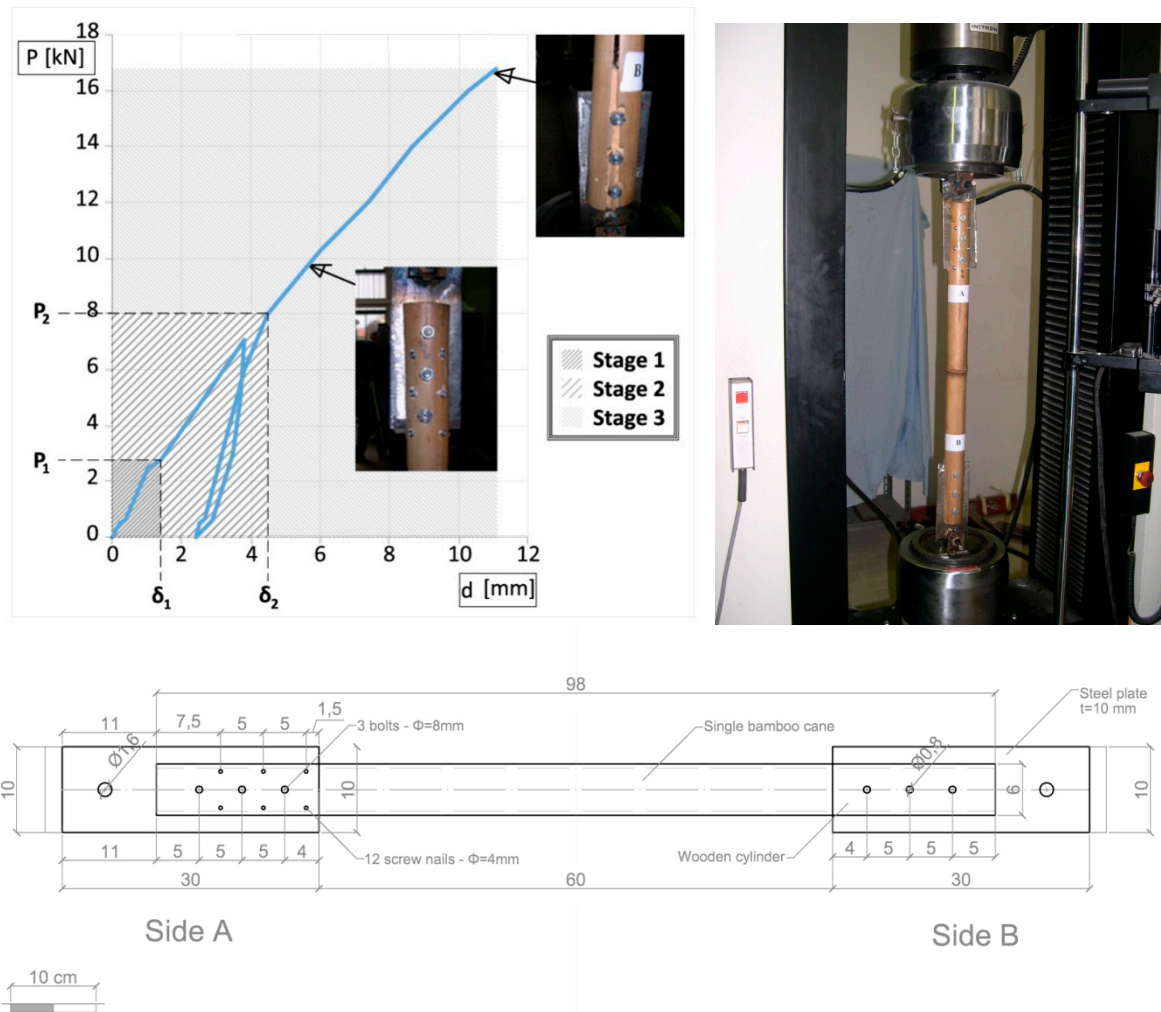 18
P [kN]
16
14
12
10
P₂
8
6
4
P₁
2
0
0
2
4
6
8
10
12
δ₁
δ₂
d [mm]
B
Stage 1
Stage 2
Stage 3
A
B
98
11
7,5
5
5
1,5
3 bolts - Φ=8mm
Single bamboo cane
Steel plate
t=10 mm
Ø1,6
Ø0,8
10
10
6
10
12 screw nails - Φ=4mm
Wooden cylinder
11
5
5
5
4
4
5
5
5
30
60
30
Side A
Side B
10 cm